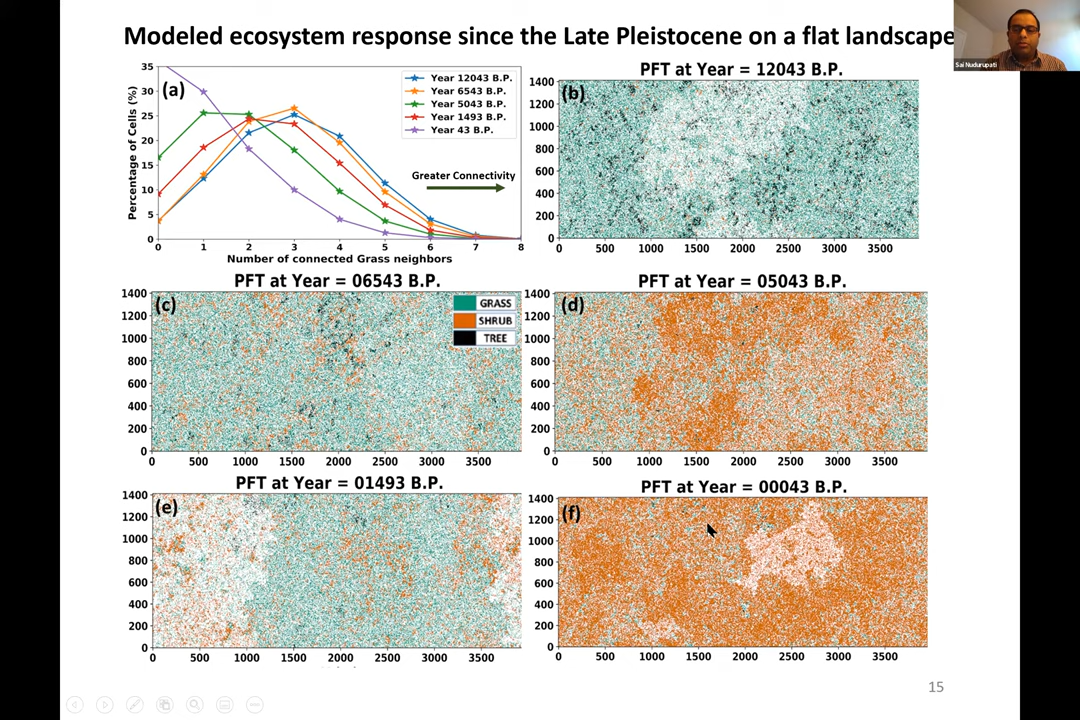 Modeled ecosystem response since the Late Pleistocene on a flat landscape
Sai Nudurupati
(a)
Percentage of Cells (%)
35
30
25
20
15
10
5
0
0 1 2 3 4 5 6 7 8
Number of connected Grass neighbors
Year 12043 B.P.
Year 6543 B.P.
Year 5043 B.P.
Year 1493 B.P.
Year 43 B.P.
Greater Connectivity
PFT at Year = 12043 B.P.
(b)
1400
1200
1000
800
600
400
200
0
0 500 1000 1500 2000 2500 3000 3500
PFT at Year = 06543 B.P.
(c)
1400
1200
1000
800
600
400
200
0
0 500 1000 1500 2000 2500 3000 3500
GRASS
SHRUB
TREE
PFT at Year = 05043 B.P.
(d)
1400
1200
1000
800
600
400
200
0
0 500 1000 1500 2000 2500 3000 3500
PFT at Year = 01493 B.P.
(e)
1400
1200
1000
800
600
400
200
0
0 500 1000 1500 2000 2500 3000 3500
PFT at Year = 00043 B.P.
(f)
1400
1200
1000
800
600
400
200
0
0 500 1000 1500 2000 2500 3000 3500
15